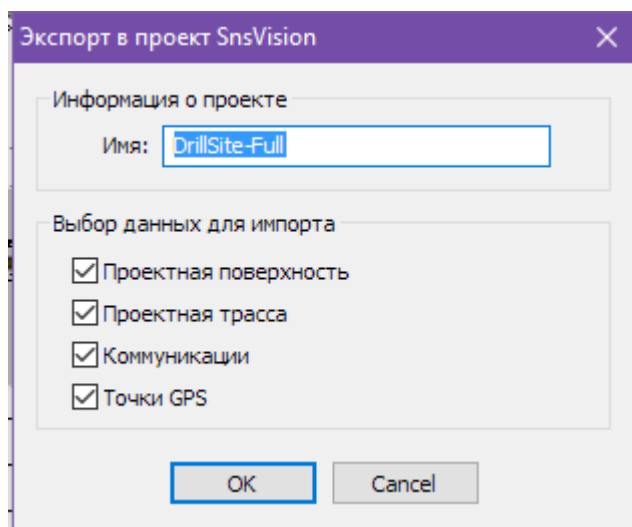 Экспорт в проект SnsVision
Информация о проекте
Имя: DrillSite-Full
Выбор данных для импорта
Проектная поверхность
Проектная трасса
Коммуникации
Точки GPS
OK Cancel